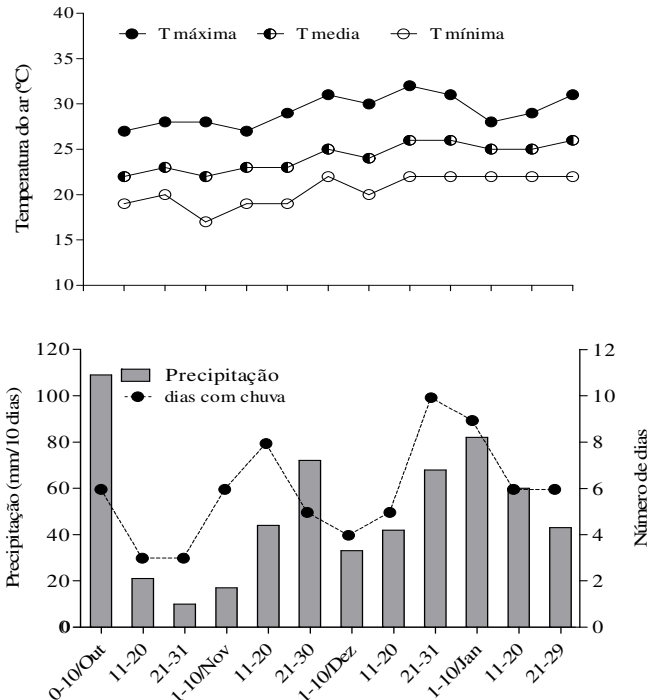 40
T máxima T media T mínima
35
30
25
20
15
10
Temperatura do ar (ºC)
120 12
Precipitação
100 10
dias com chuva
80 8
60 6
40 4
20 2
0 0
Precipitação (mm/10 dias)
Número de dias
0-10/Out 11-20 21-31 1-10/Nov 11-20 21-30 1-10/Dez 11-20 21-31 1-10/Jan 11-20 21-29